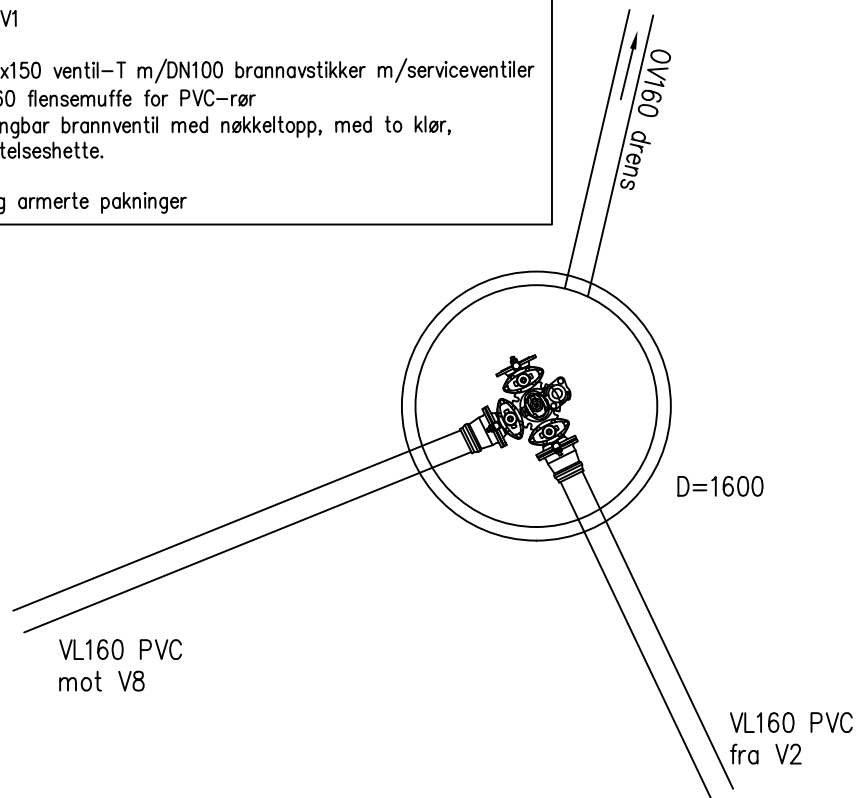 V1
x150 ventil-T m/DN100 brannavstikker m/serviceventiler
60 flensemuffe for PVC-rør
ngbar brannventil med nøkkeltopp, med to klør,
telseshette.
g armerte pakninger
OV160 drens
D=1600
VL160 PVC
mot V8
VL160 PVC
fra V2